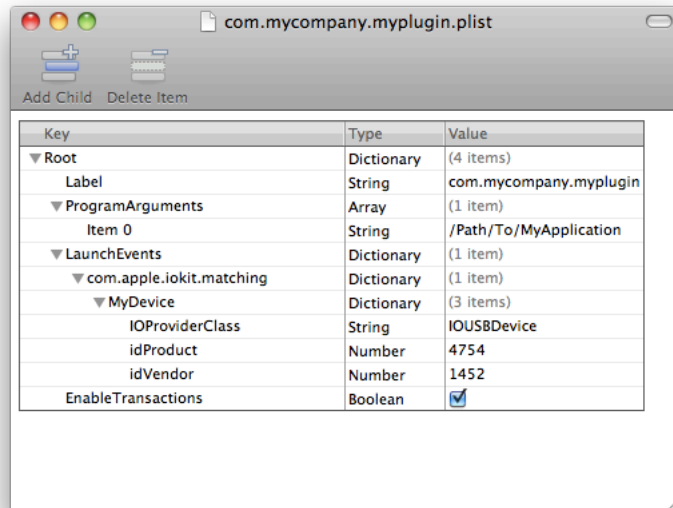 com.mycompany.myplugin.plist
Add Child Delete Item
Key Type Value
Root Dictionary (4 items)
Label String com.mycompany.myplugin
ProgramArguments Array (1 item)
Item 0 String /Path/To/MyApplication
LaunchEvents Dictionary (1 item)
com.apple.iokit.matching Dictionary (1 item)
MyDevice Dictionary (3 items)
IOProviderClass String IOUSBDevice
idProduct Number 4754
idVendor Number 1452
EnableTransactions Boolean